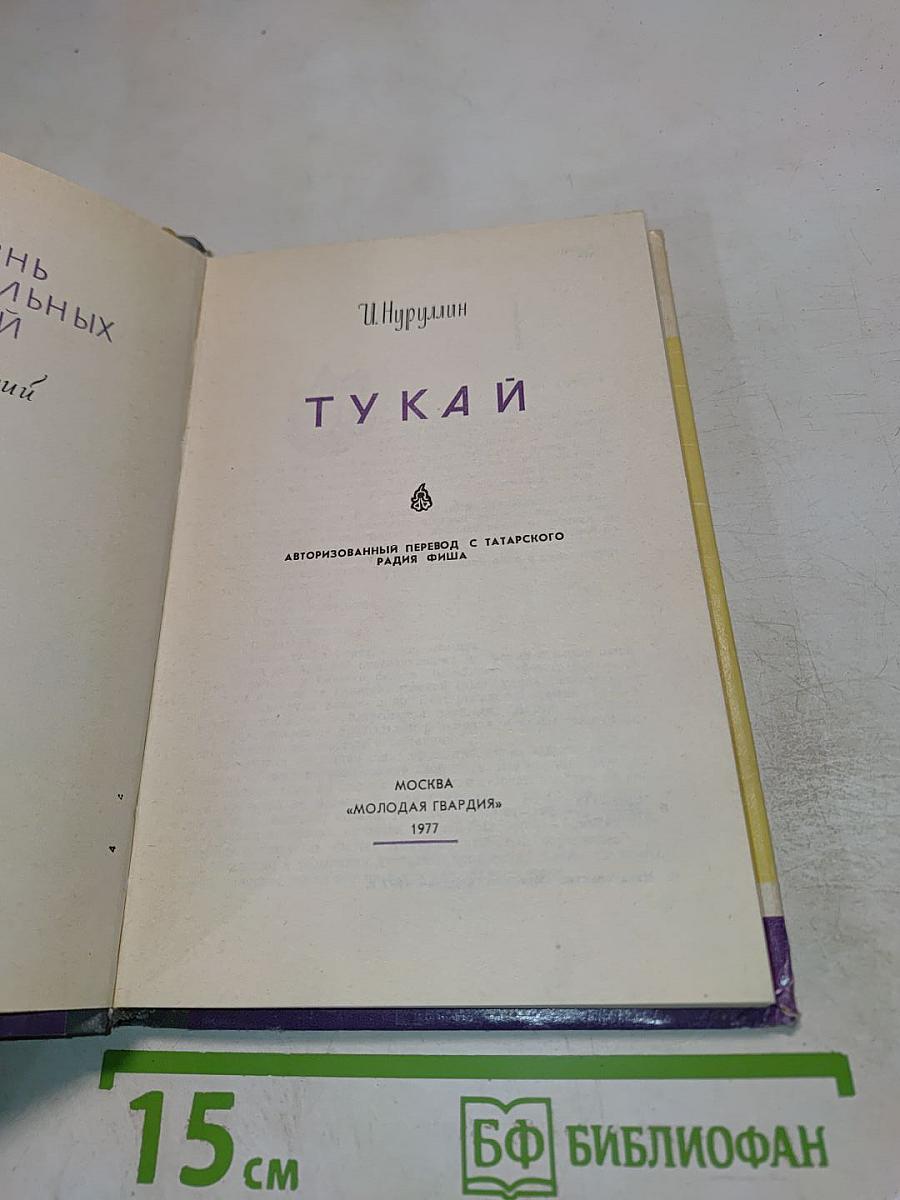 И. Нуруллин
ТУКАЙ
АВТОРИЗОВАННЫЙ ПЕРЕВОД С ТАТАРСКОГО
РАДИЯ ФИША
МОСКВА
«МОЛОДАЯ ГВАРДИЯ»
1977
15 см
БФ БИБЛИОФАН